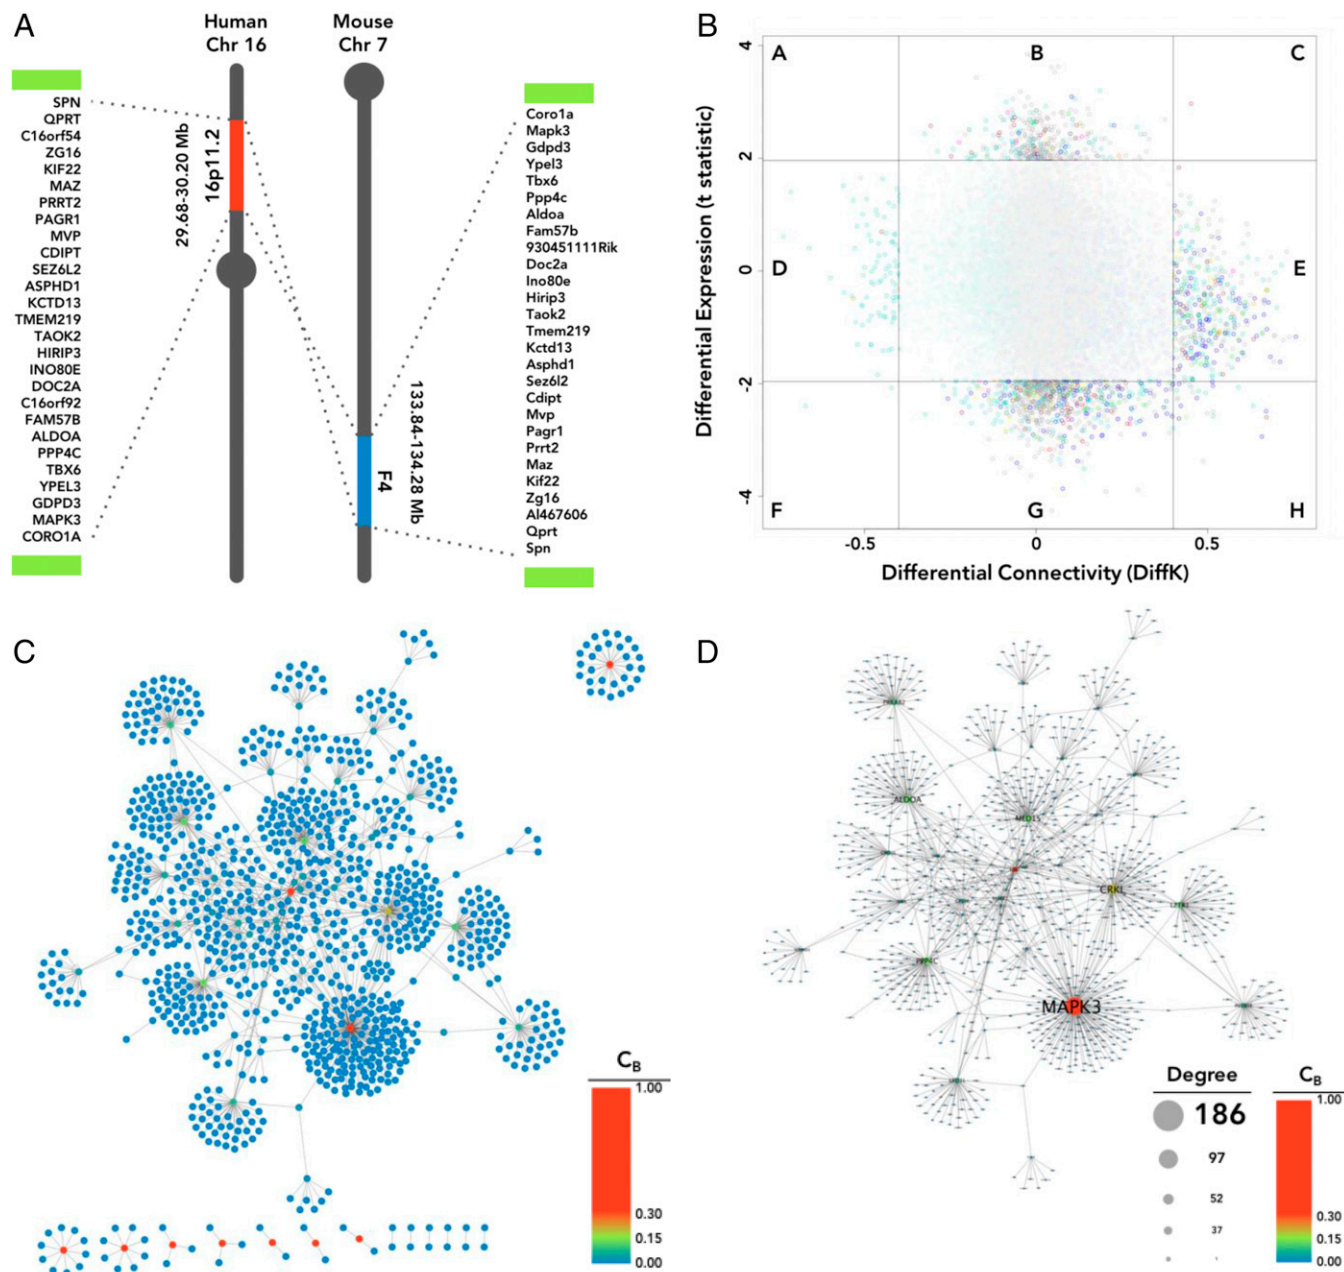 A
Human
Chr 16
Mouse
Chr 7
SPN
QPRT
C16orf54
ZG16
KIF22
MAZ
PRRT2
PAGR1
MVP
CDIPT
SEZ6L2
ASPHD1
KCTD13
TMEM219
TAOK2
HIRIP3
INO80E
DOC2A
C16orf92
FAM57B
ALDOA
PPP4C
TBX6
YPEL3
GDPD3
MAPK3
CORO1A
29.68-30.20 Mb
16p11.2
F4
133.84-134.28 Mb
Coro1a
Mapk3
Gdpd3
Ypel3
Tbx6
Ppp4c
Aldoa
Fam57b
930451111Rik
Doc2a
Ino80e
Hirip3
Taok2
Tmem219
Kctd13
Asphd1
Sez6l2
Cdipt
Mvp
Pagr1
Prrt2
Maz
Kif22
Zg16
Al467606
Qprt
Spn
B
Differential Expression (t statistic)
4
2
0
-2
-4
A
B
C
D
E
F
G
H
-0.5
0
0.5
Differential Connectivity (DiffK)
C
CB
1.00
0.30
0.15
0.00
D
ALDOA
MED15
CRKL
PPP4C
MAPK3
Degree
186
97
52
37
CB
1.00
0.30
0.15
0.00